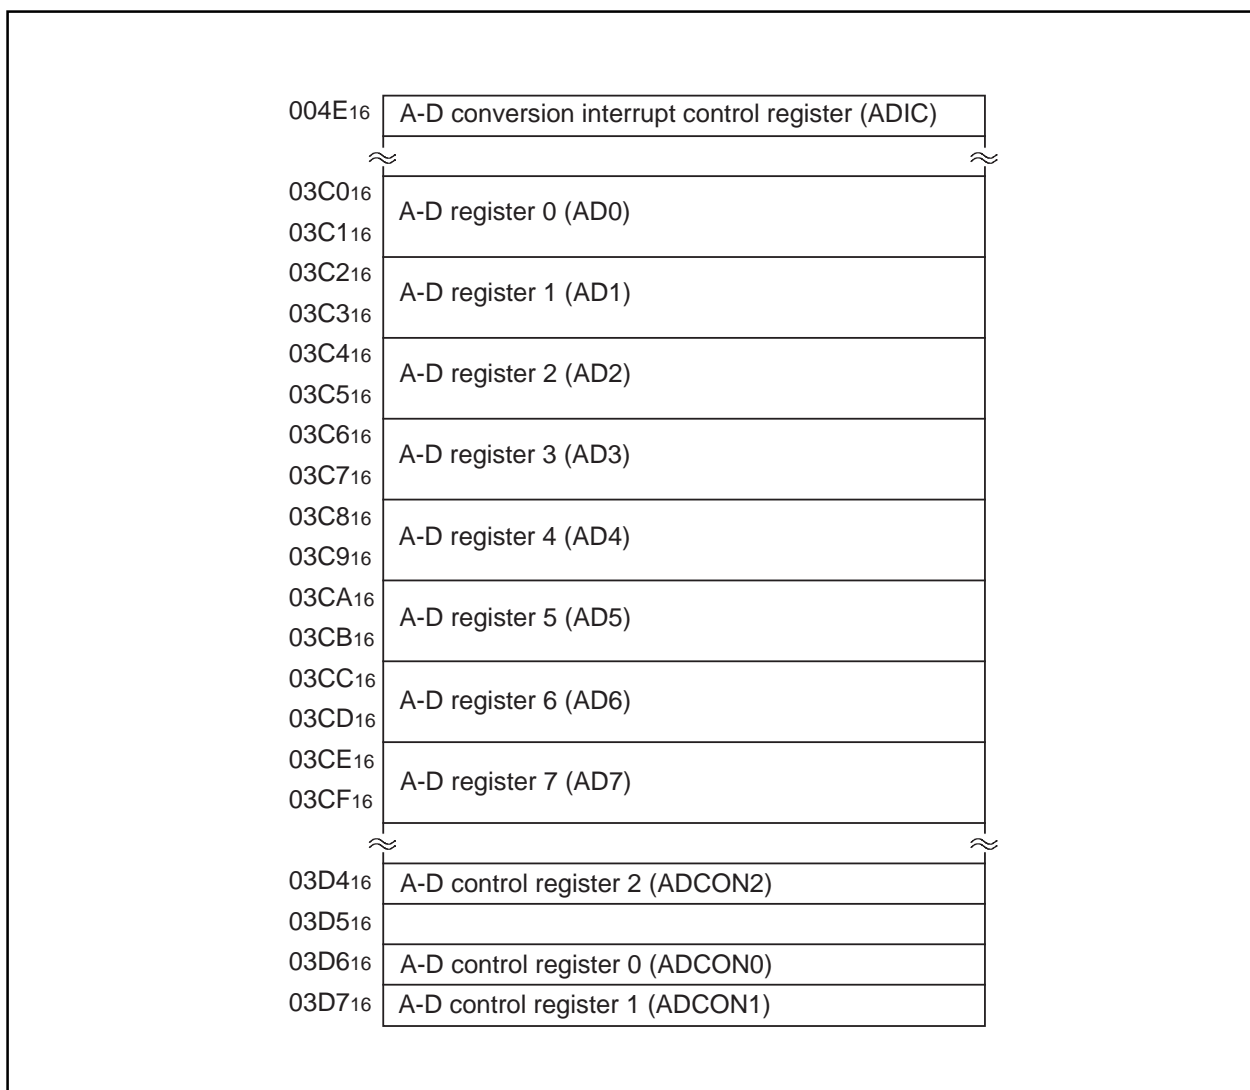 004E16 A-D conversion interrupt control register (ADIC)
03C016
A-D register 0 (AD0)
03C116
03C216
A-D register 1 (AD1)
03C316
03C416
A-D register 2 (AD2)
03C516
03C616
A-D register 3 (AD3)
03C716
03C816
A-D register 4 (AD4)
03C916
03CA16
A-D register 5 (AD5)
03CB16
03CC16
A-D register 6 (AD6)
03CD16
03CE16
A-D register 7 (AD7)
03CF16
03D416 A-D control register 2 (ADCON2)
03D516
03D616 A-D control register 0 (ADCON0)
03D716 A-D control register 1 (ADCON1)